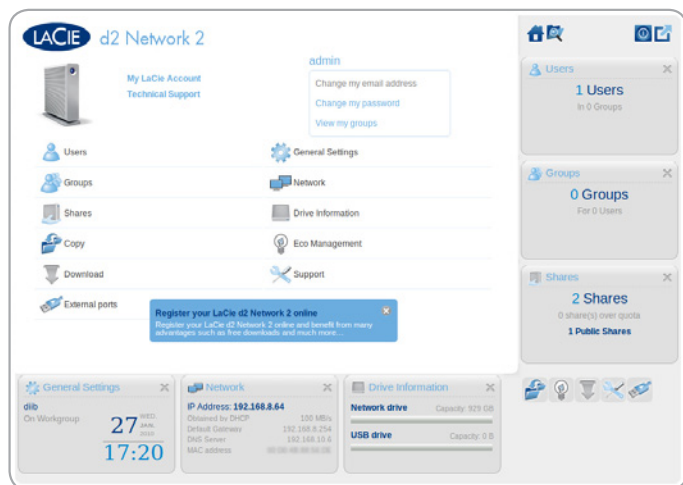 LACIE
d2 Network 2
My LaCie Account
Technical Support
admin
Change my email address
Change my password
View my groups
Users
General Settings
Groups
Network
Shares
Drive Information
Copy
Eco Management
Download
Support
External ports
Register your LaCie d2 Network 2 online
Register your LaCie d2 Network 2 online and benefit from many
advantages such as free downloads and much more...
Users
1 Users
In 0 Groups
Groups
0 Groups
For 0 Users
Shares
2 Shares
0 share(s) over quota
1 Public Shares
General Settings
On Workgroup
27
WED.
JAN.
17:20
Network
IP Address: 192.168.8.64
Obtained by DHCP 100 MB/s
Default Gateway 192.168.8.254
DNS Server 192.168.10.6
MAC address
Drive Information
Network drive Capacity: 929 GB
USB drive Capacity: 0 B